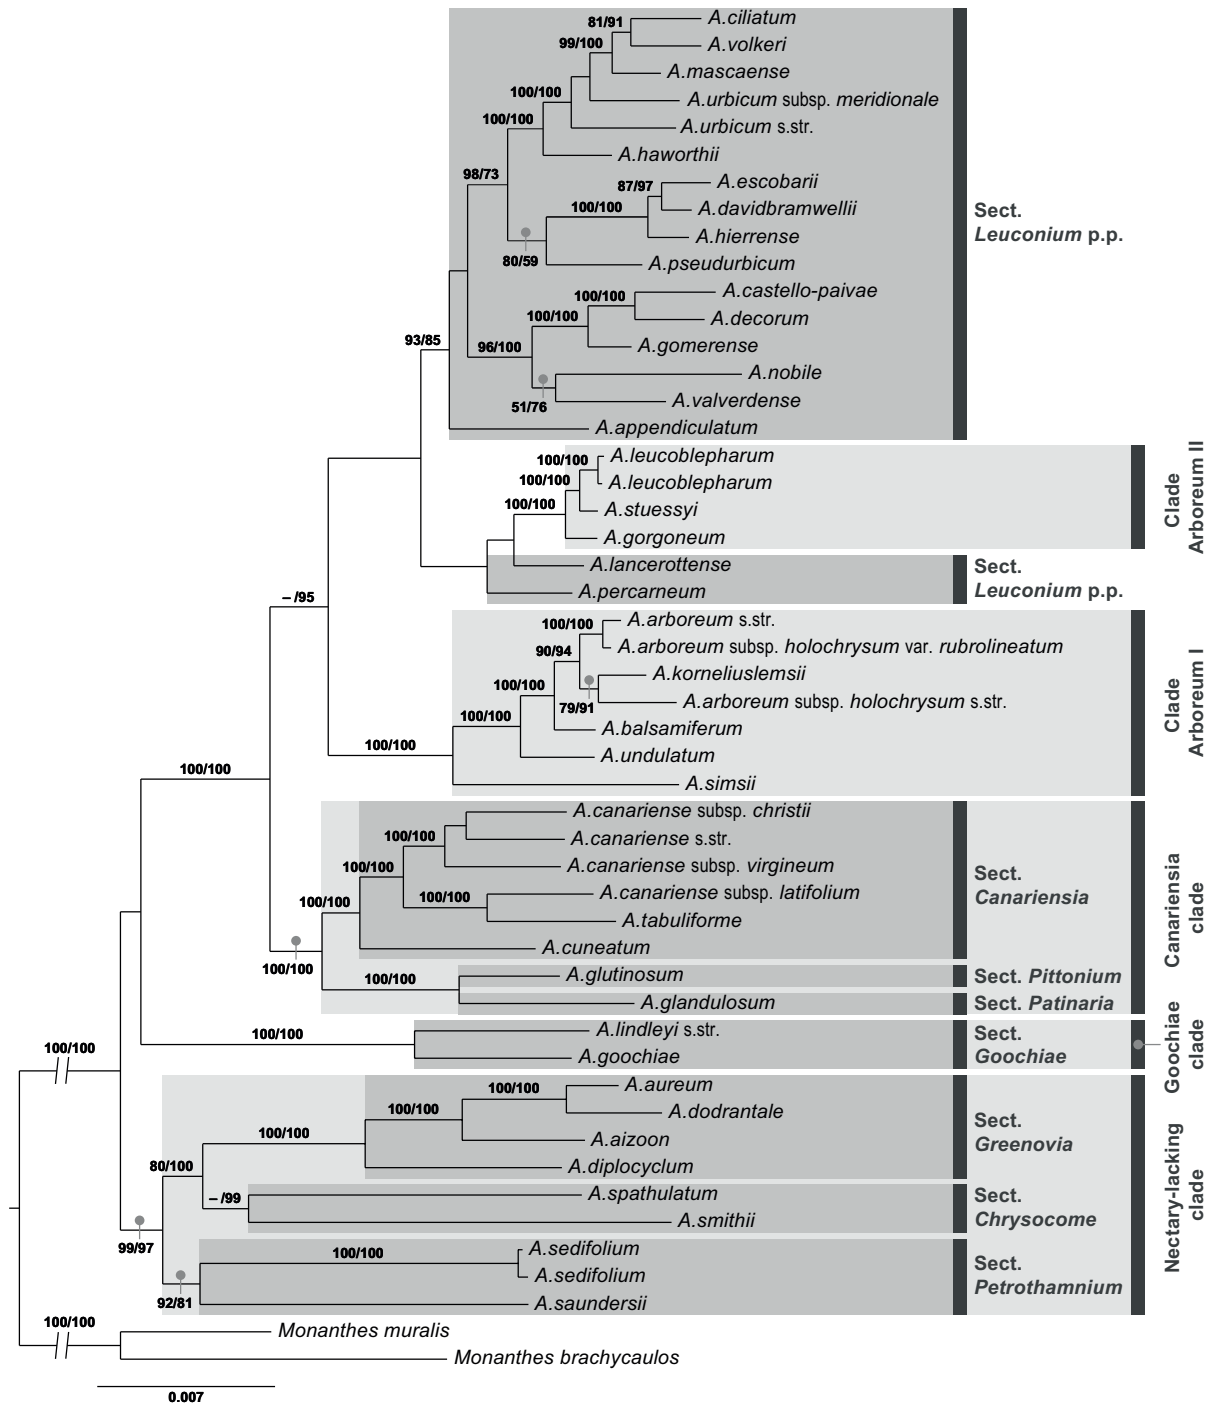 81/91
A.ciliatum
A.volkeri
99/100
A.mascaense
100/100
A.urbicum subsp. meridionale
100/100
A.urbicum s.str.
A.haworthii
98/73
87/97
A.escobarii
100/100
A.davidbramwellii
A.hierrense
80/59
A.pseudurbicum
Sect.
Leuconium p.p.
100/100
A.castello-paivae
100/100
A.decorum
93/85
96/100
A.gomerense
A.nobile
51/76
A.valverdense
A.appendiculatum
100/100
A.leucoblepharum
100/100
A.leucoblepharum
100/100
A.stuessyi
A.gorgoneum
Clade
Arboreum II
A.lancerottense
A.percarneum
Sect.
Leuconium p.p.
– /95
100/100
A.arboreum s.str.
90/94
A.arboreum subsp. holochrysum var. rubrolineatum
100/100
A.korneliuslemsii
79/91
A.arboreum subsp. holochrysum s.str.
100/100
A.balsamiferum
100/100
A.undulatum
A.simsii
Clade
Arboreum I
100/100
A.canariense subsp. christii
100/100
A.canariense s.str.
100/100
A.canariense subsp. virgineum
100/100
A.canariense subsp. latifolium
100/100
A.tabuliforme
A.cuneatum
Sect.
Canariensia
100/100
100/100
A.glutinosum
Sect. Pittonium
A.glandulosum
Sect. Patinaria
Canariensia
clade
100/100
100/100
A.lindleyi s.str.
A.goochiae
Sect.
Goochiae
Goochiae
clade
100/100
A.aureum
100/100
A.dodrantale
100/100
A.aizoon
80/100
A.diplocyclum
Sect.
Greenovia
– /99
A.spathulatum
A.smithii
Sect.
Chrysocome
99/97
100/100
A.sedifolium
A.sedifolium
92/81
A.saundersii
Sect.
Petrothamnium
Nectary-lacking
clade
100/100
Monanthes muralis
Monanthes brachycaulos
0.007